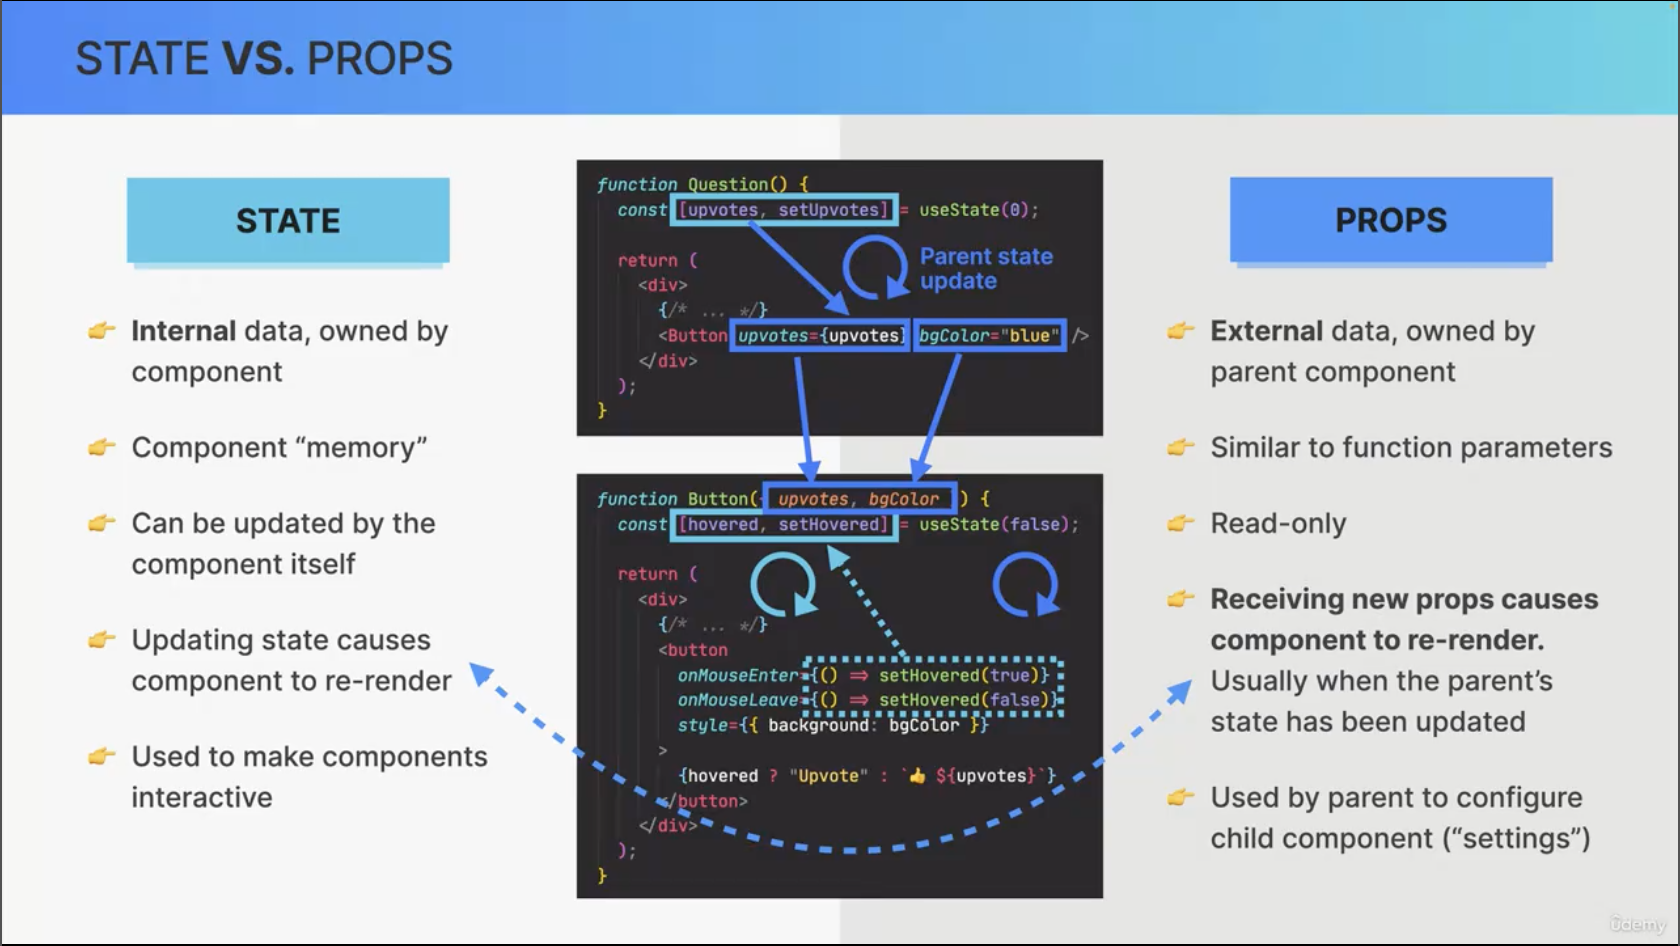 STATE VS. PROPS
STATE
👉 Internal data, owned by
component
👉 Component “memory”
👉 Can be updated by the
component itself
👉 Updating state causes
component to re-render
👉 Used to make components
interactive
function Question() {
const [upvotes, setUpvotes] = useState(0);
return (
<div>
{/* ... */}
<Button upvotes={upvotes} bgColor="blue" />
</div>
);
}
Parent state
update
function Button({ upvotes, bgColor }) {
const [hovered, setHovered] = useState(false);
return (
<div>
{/* ... */}
<button
onMouseEnter={() => setHovered(true)}
onMouseLeave={() => setHovered(false)}
style={{ background: bgColor }}
>
{hovered ? "Upvote" : `👍 ${upvotes}`}
</button>
</div>
);
}
PROPS
👉 External data, owned by
parent component
👉 Similar to function parameters
👉 Read-only
👉 Receiving new props causes
component to re-render.
Usually when the parent’s
state has been updated
👉 Used by parent to configure
child component (“settings”)
ûdemy